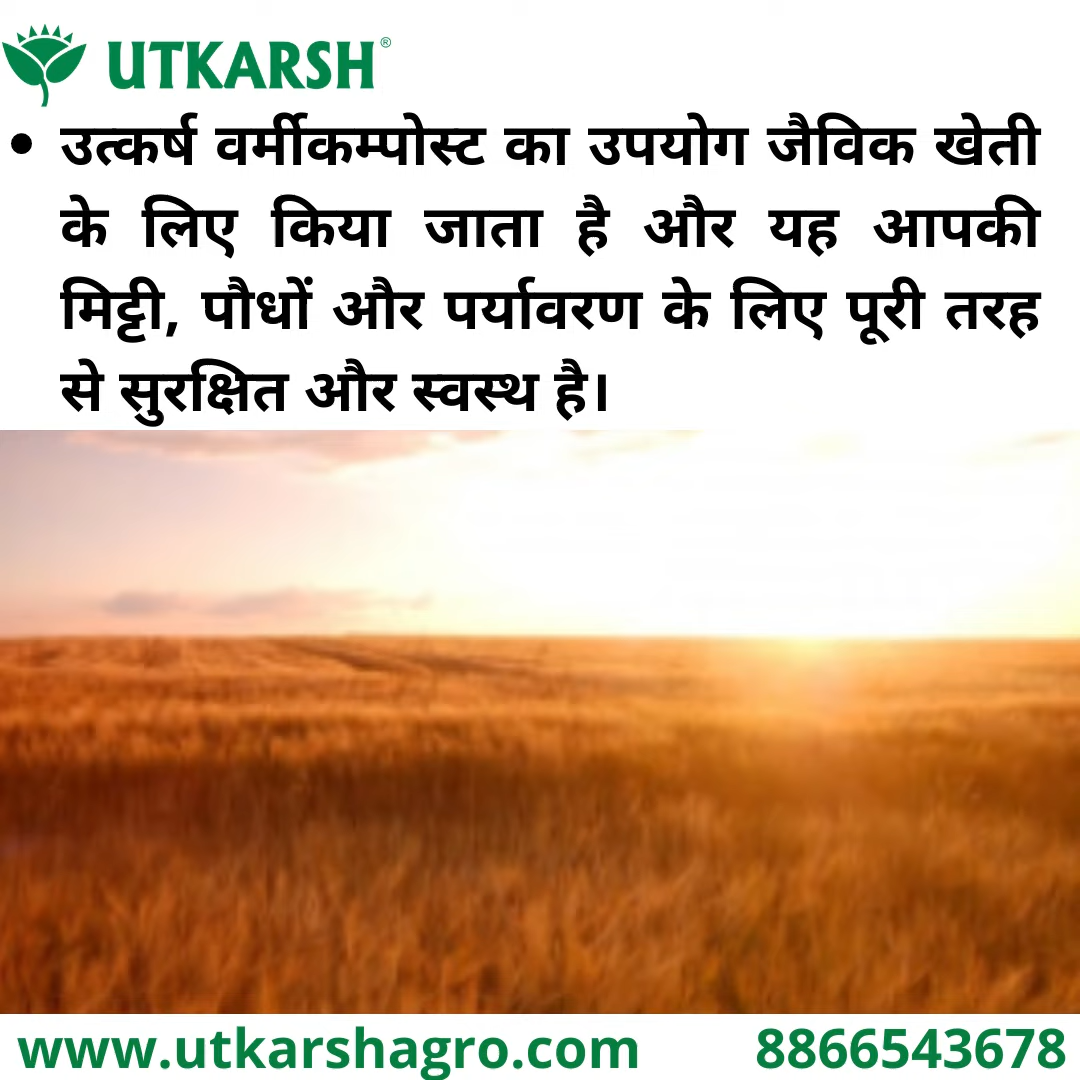 UTKARSH®
• उत्कर्ष वर्मीकम्पोस्ट का उपयोग जैविक खेती
के लिए किया जाता है और यह आपकी
मिट्टी, पौधों और पर्यावरण के लिए पूरी तरह
से सुरक्षित और स्वस्थ है।
www.utkarshagro.com 8866543678